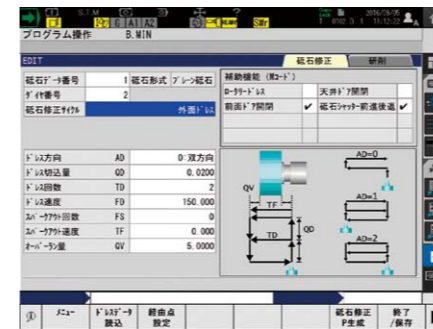 プログラム操作 B.MIN
EDIT 砥石修正 研削
砥石データ番号 1 砥石形式 プレーン砥石
ダイヤ番号 2
砥石修正サイクル 外面ドレス
補助機能 (Mコード)
ロータリードレス 天井ドア開閉
前面ドア開閉 ✔ 砥石シャッター前進後退 ✔
ドレス方向 AD 0:双方向
ドレス切込量 QD 0.0200
ドレス回数 TD 2
ドレス速度 FD 150.000
スパークアウト回数 FS 0
スパークアウト速度 TF 0.000
オーバーラン量 QV 5.0000
AD=0
QV
TF
AD=1
TD QD
AD=2
メニュー ドレスデータ読込 経由点設定 砥石修正P生成 終了/保存